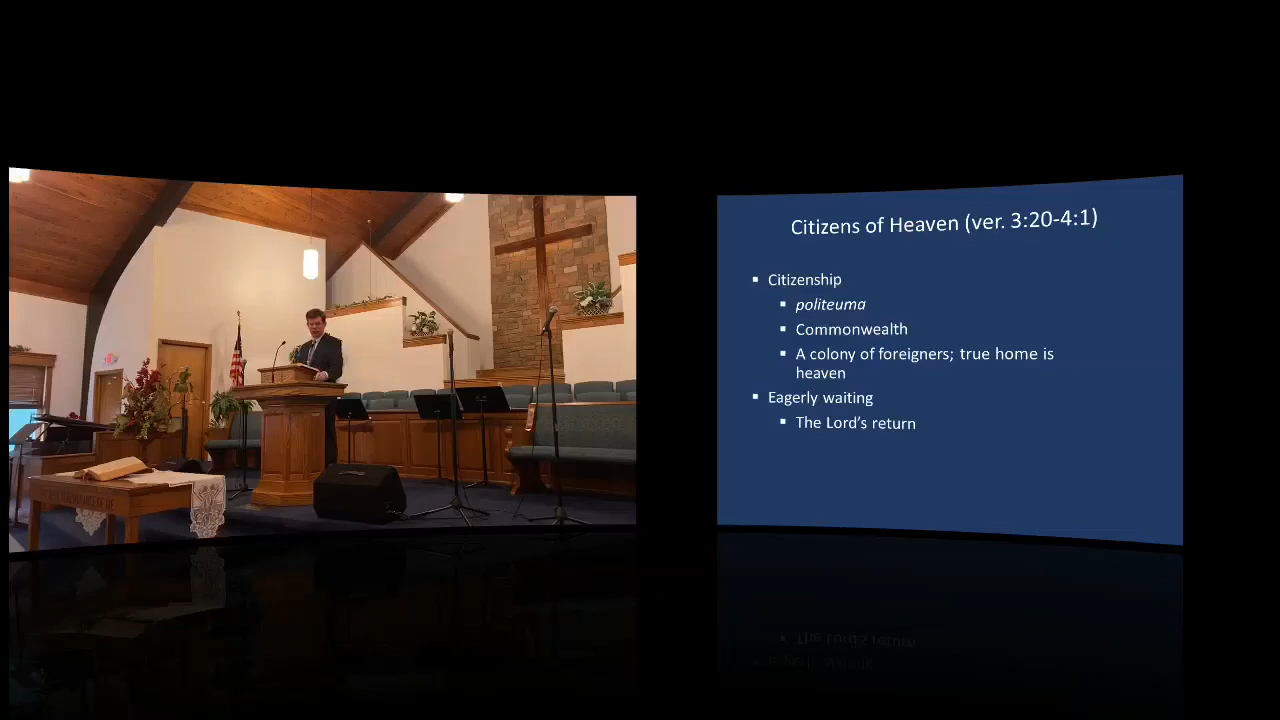 Citizens of Heaven (ver. 3:20-4:1)
▪ Citizenship
▪ politeuma
▪ Commonwealth
▪ A colony of foreigners; true home is
heaven
▪ Eagerly waiting
▪ The Lord’s return